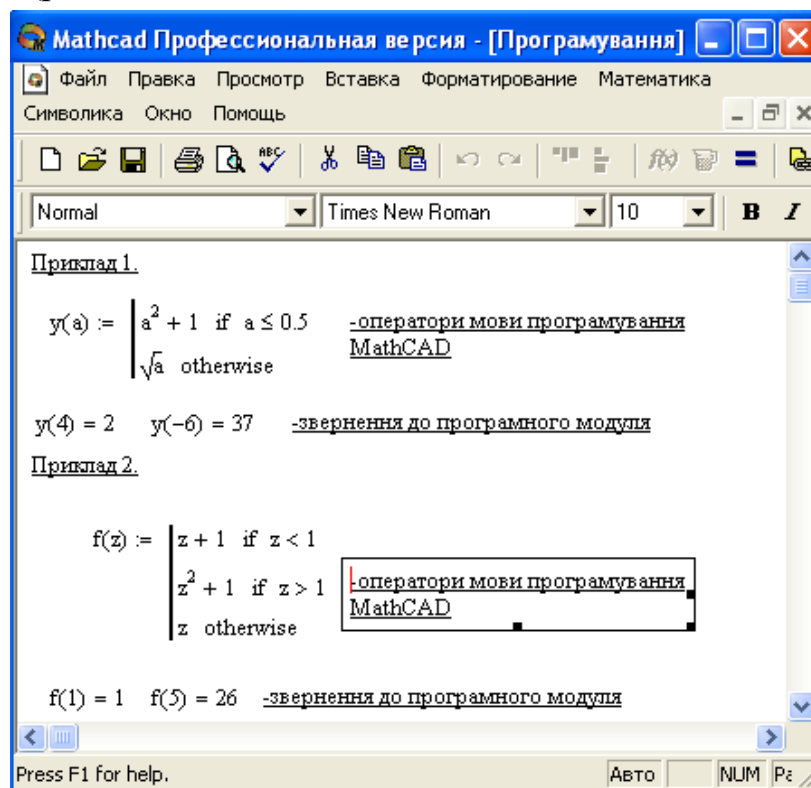 Mathcad Профессиональная версия - [Програмування]
Файл Правка Просмотр Вставка Форматирование Математика
Символика Окно Помощь
Normal Times New Roman 10 B I
Приклад 1.
y(a) := a² + 1 if a ≤ 0.5
√a otherwise
-оператори мови програмування
MathCAD
y(4) = 2 y(−6) = 37 -звернення до програмного модуля
Приклад 2.
f(z) := z + 1 if z < 1
z² + 1 if z > 1
z otherwise
-оператори мови програмування
MathCAD
f(1) = 1 f(5) = 26 -звернення до програмного модуля
Press F1 for help. Авто NUM